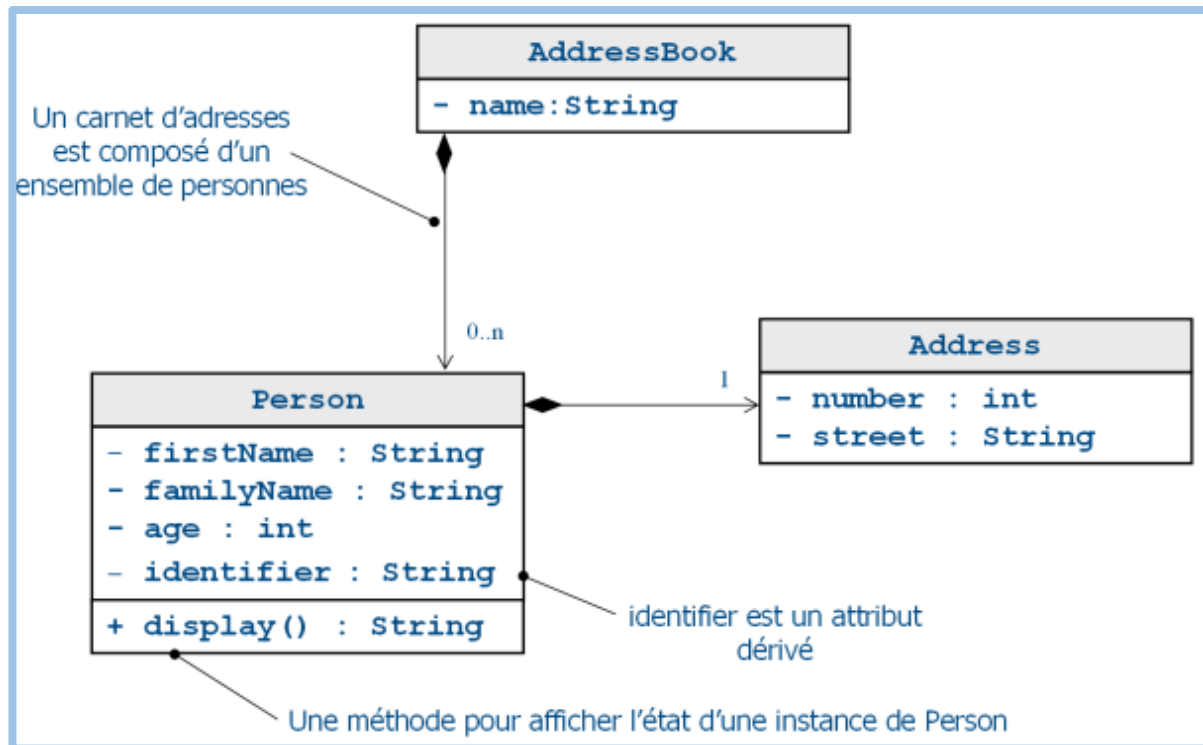 AddressBook
- name:String
Un carnet d'adresses
est composé d'un
ensemble de personnes
0..n
Address
- number : int
- street : String
1
Person
- firstName : String
- familyName : String
- age : int
- identifier : String
+ display() : String
identifier est un attribut
dérivé
Une méthode pour afficher l'état d'une instance de Person